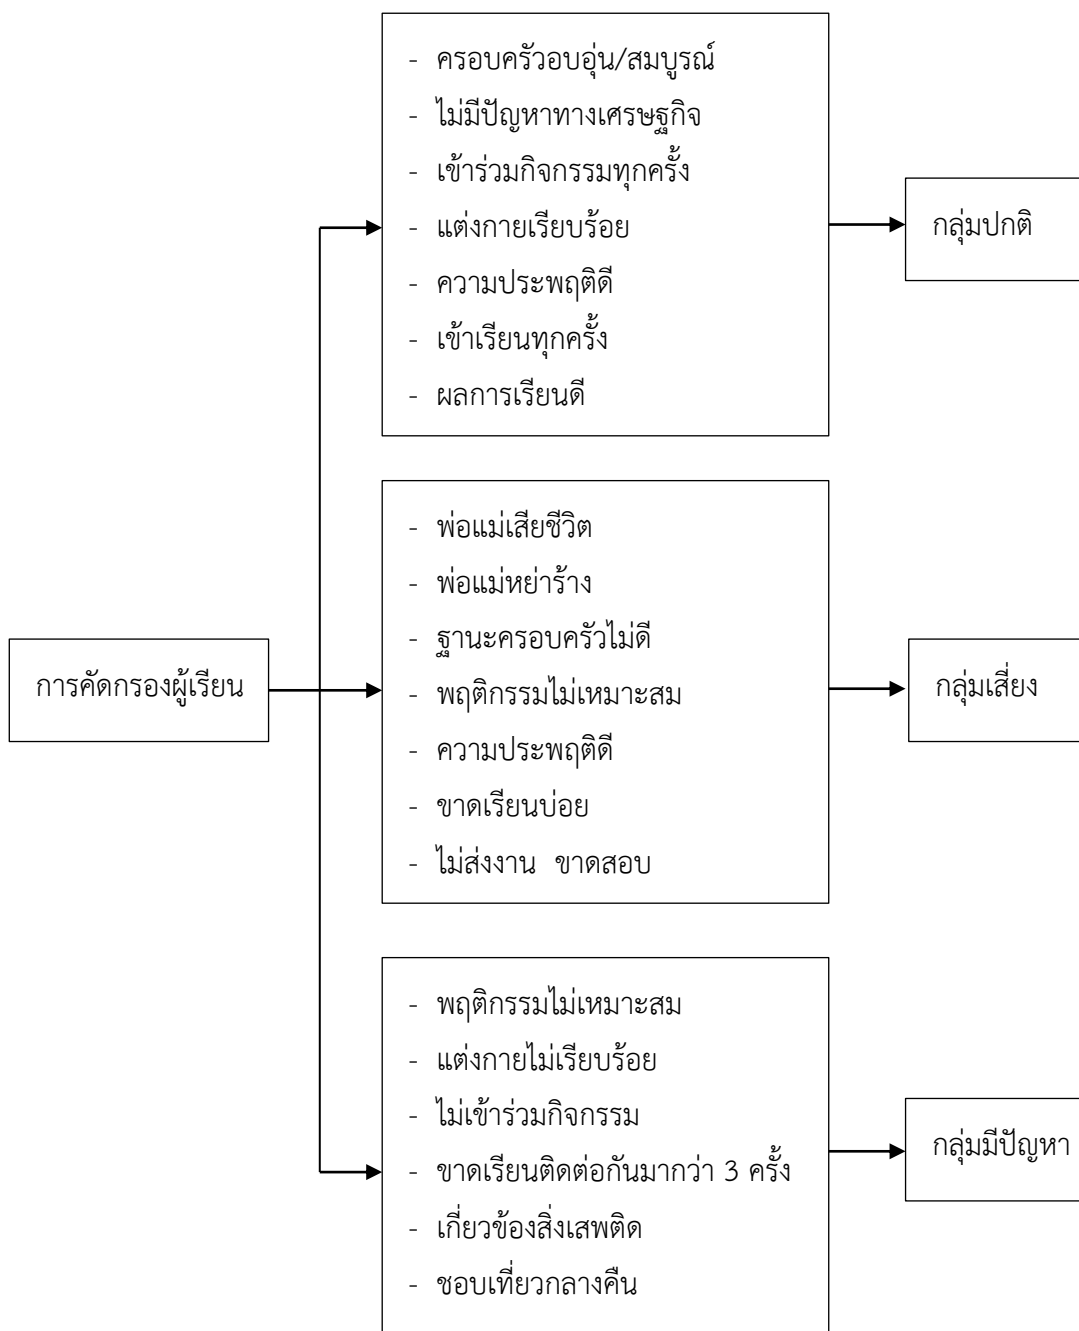 - ครอบครัวอบอุ่น/สมบูรณ์
- ไม่มีปัญหาทางเศรษฐกิจ
- เข้าร่วมกิจกรรมทุกครั้ง
- แต่งกายเรียบร้อย
- ความประพฤติดี
- เข้าเรียนทุกครั้ง
- ผลการเรียนดี
กลุ่มปกติ
การคัดกรองผู้เรียน
- พ่อแม่เสียชีวิต
- พ่อแม่หย่าร้าง
- ฐานะครอบครัวไม่ดี
- พฤติกรรมไม่เหมาะสม
- ความประพฤติดี
- ขาดเรียนบ่อย
- ไม่ส่งงาน ขาดสอบ
กลุ่มเสี่ยง
- พฤติกรรมไม่เหมาะสม
- แต่งกายไม่เรียบร้อย
- ไม่เข้าร่วมกิจกรรม
- ขาดเรียนติดต่อกันมากว่า 3 ครั้ง
- เกี่ยวข้องสิ่งเสพติด
- ชอบเที่ยวกลางคืน
กลุ่มมีปัญหา